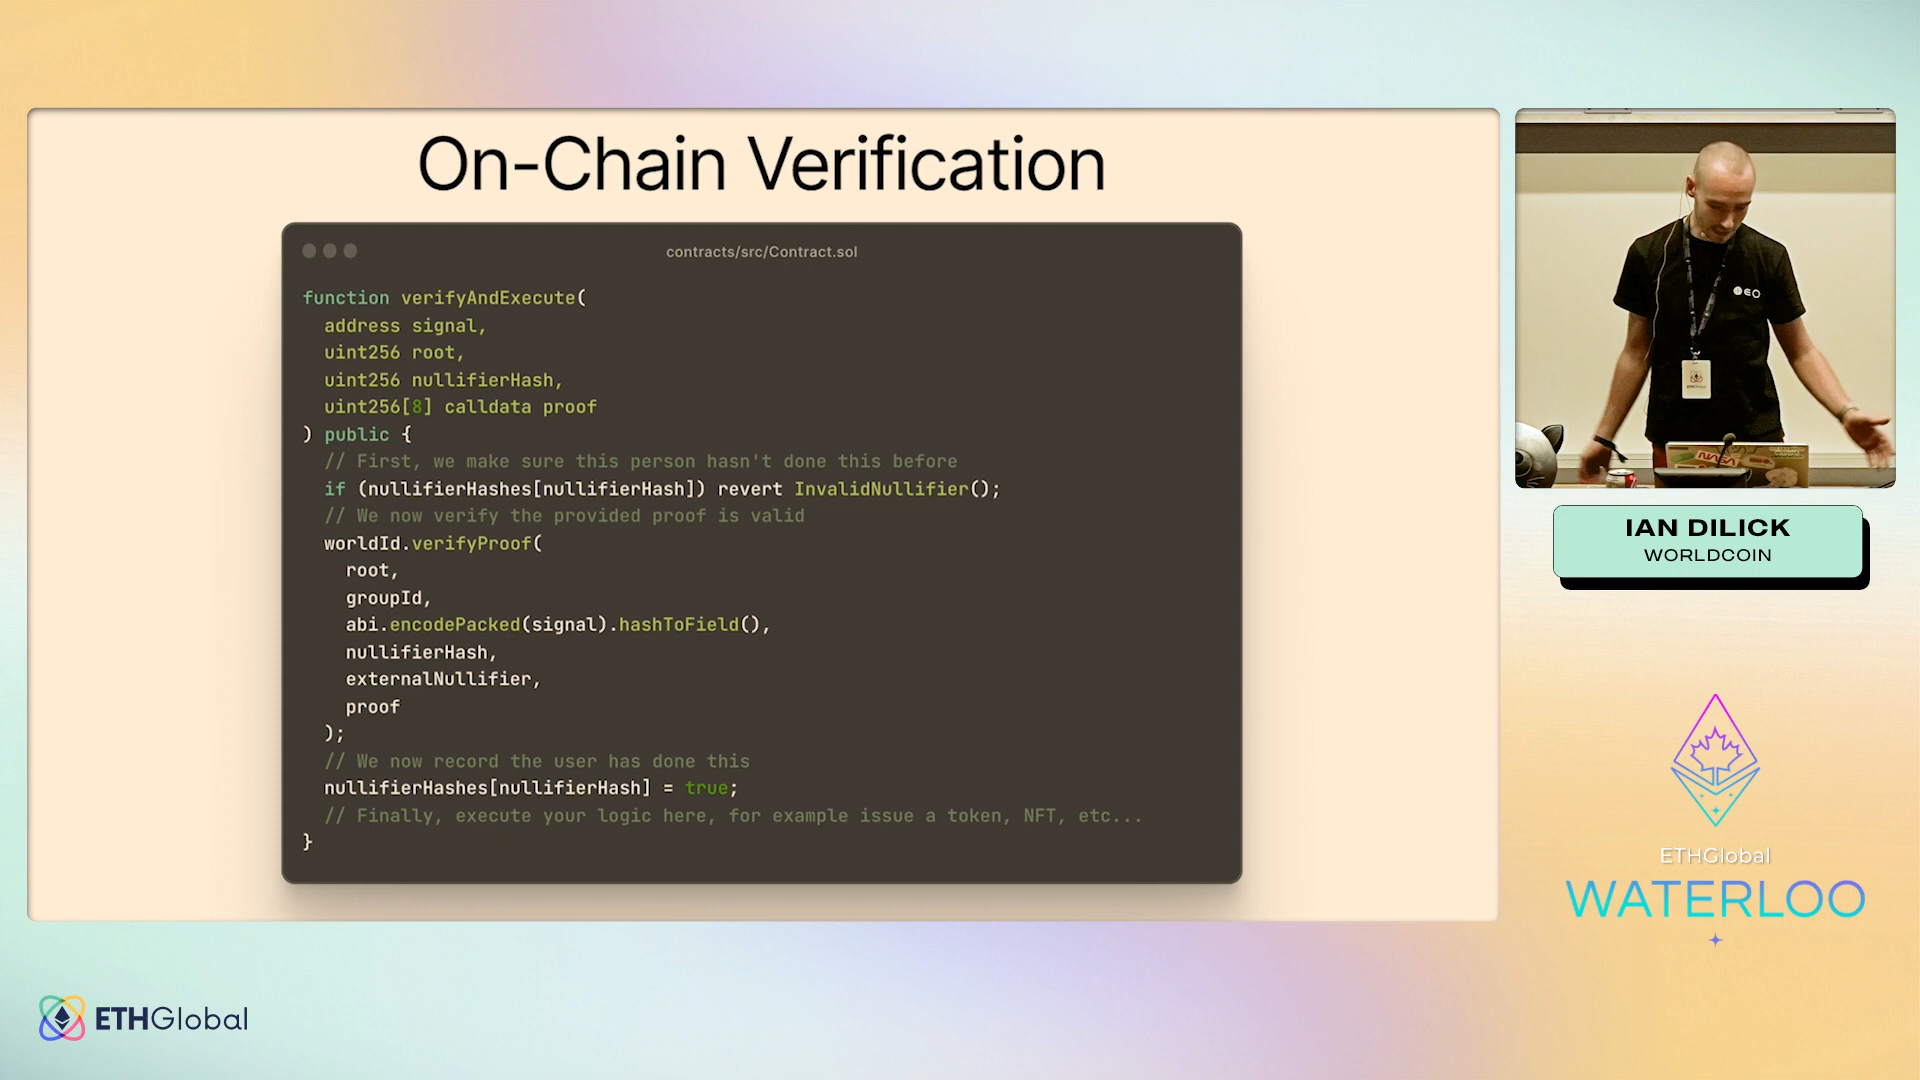 On-Chain Verification
contracts/src/Contract.sol
function verifyAndExecute(
  address signal,
  uint256 root,
  uint256 nullifierHash,
  uint256[8] calldata proof
) public {
  // First, we make sure this person hasn't done this before
  if (nullifierHashes[nullifierHash]) revert InvalidNullifier();
  // We now verify the provided proof is valid
  worldId.verifyProof(
    root,
    groupId,
    abi.encodePacked(signal).hashToField(),
    nullifierHash,
    externalNullifier,
    proof
  );
  // We now record the user has done this
  nullifierHashes[nullifierHash] = true;
  // Finally, execute your logic here, for example issue a token, NFT, etc...
}
NASA
IAN DILICK
WORLDCOIN
ETHGlobal
WATERLOO
ETHGlobal